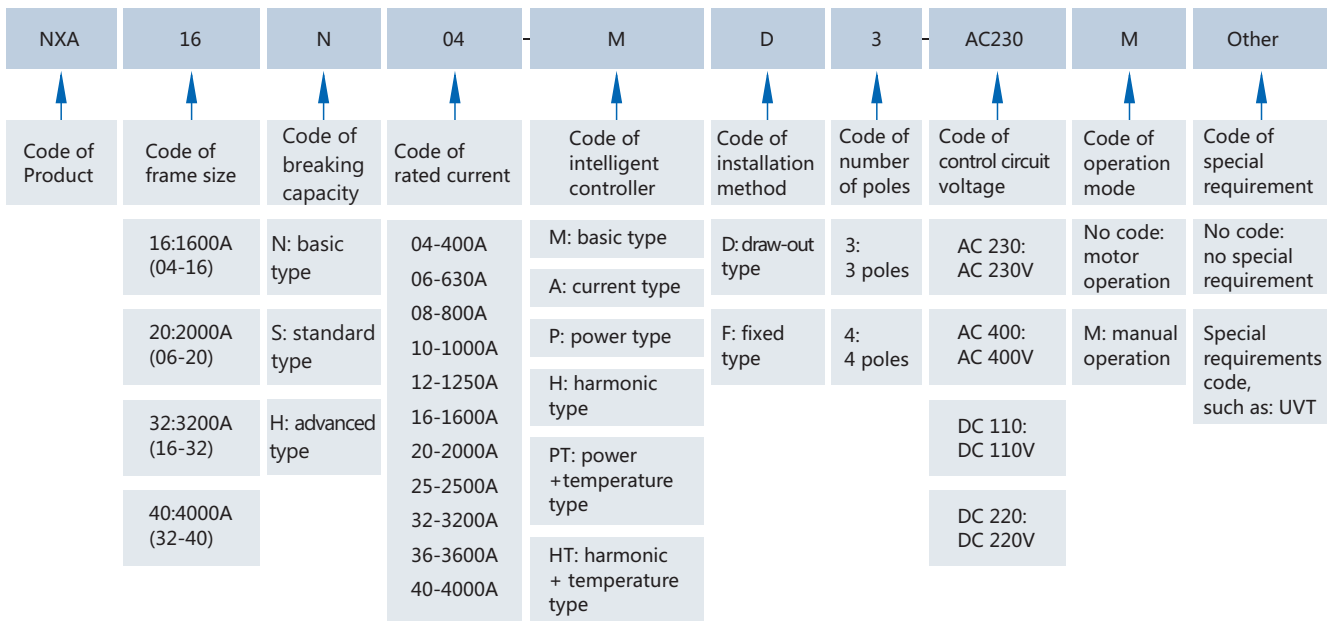 NXA 16 N 04 - M D 3 - AC230 M Other
Code of
Product
Code of
frame size
Code of
breaking
capacity
Code of
rated current
Code of
intelligent
controller
Code of
installation
method
Code of
number
of poles
Code of
control circuit
voltage
Code of
operation
mode
Code of
special
requirement
16:1600A
(04-16)
20:2000A
(06-20)
32:3200A
(16-32)
40:4000A
(32-40)
N: basic
type
S: standard
type
H: advanced
type
04-400A
06-630A
08-800A
10-1000A
12-1250A
16-1600A
20-2000A
25-2500A
32-3200A
36-3600A
40-4000A
M: basic type
A: current type
P: power type
H: harmonic
type
PT: power
+temperature
type
HT: harmonic
+ temperature
type
D: draw-out
type
F: fixed
type
3:
3 poles
4:
4 poles
AC 230:
AC 230V
AC 400:
AC 400V
DC 110:
DC 110V
DC 220:
DC 220V
No code:
motor
operation
M: manual
operation
No code:
no special
requirement
Special
requirements
code,
such as: UVT